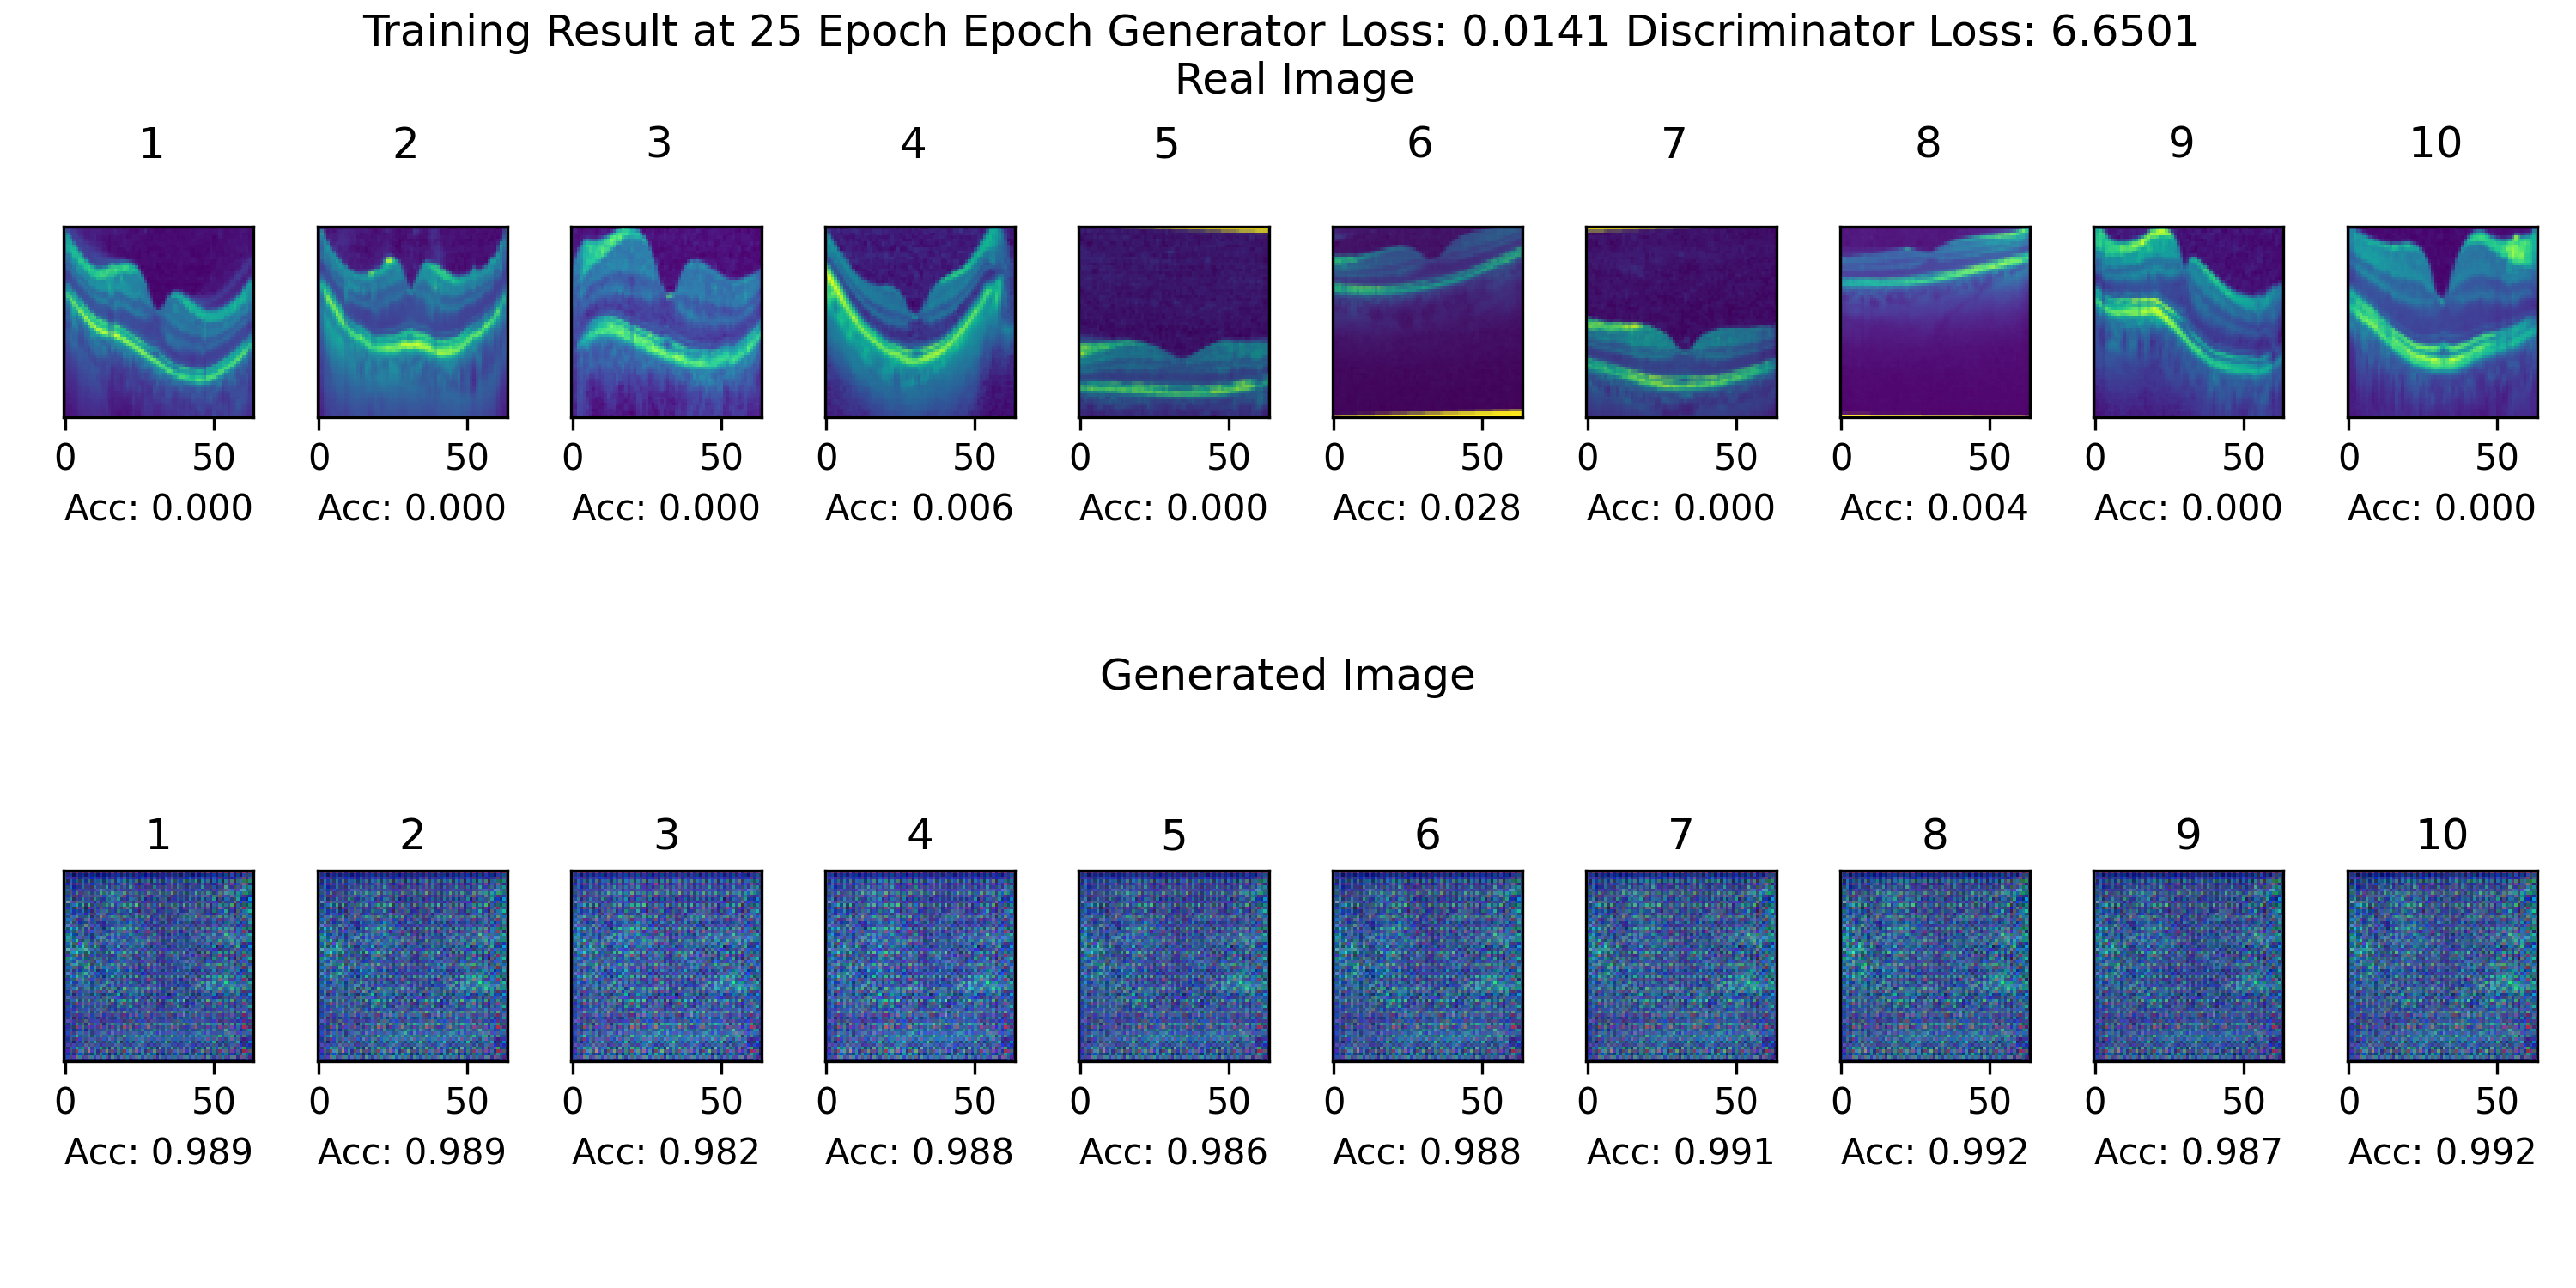 Training Result at 25 Epoch Epoch Generator Loss: 0.0141 Discriminator Loss: 6.6501
Real Image
1 2 3 4 5 6 7 8 9 10
0 50 0 50 0 50 0 50 0 50 0 50 0 50 0 50 0 50 0 50
Acc: 0.000 Acc: 0.000 Acc: 0.000 Acc: 0.006 Acc: 0.000 Acc: 0.028 Acc: 0.000 Acc: 0.004 Acc: 0.000 Acc: 0.000
Generated Image
1 2 3 4 5 6 7 8 9 10
0 50 0 50 0 50 0 50 0 50 0 50 0 50 0 50 0 50 0 50
Acc: 0.989 Acc: 0.989 Acc: 0.982 Acc: 0.988 Acc: 0.986 Acc: 0.988 Acc: 0.991 Acc: 0.992 Acc: 0.987 Acc: 0.992